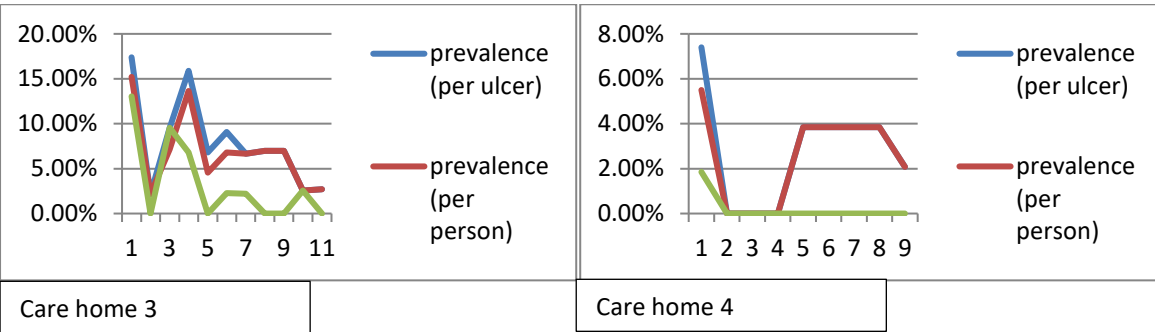 20.00%
15.00%
10.00%
5.00%
0.00%
1 3 5 7 9 11
prevalence
(per ulcer)
prevalence
(per
person)
Care home 3
8.00%
6.00%
4.00%
2.00%
0.00%
1 2 3 4 5 6 7 8 9
prevalence
(per ulcer)
prevalence
(per
person)
Care home 4